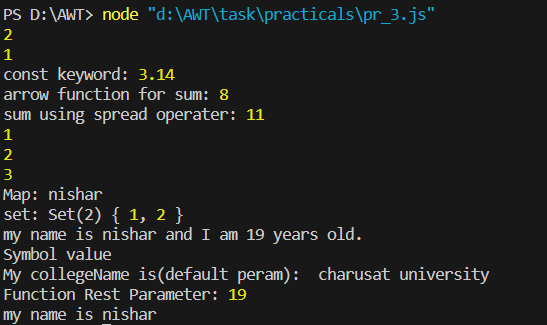 PS D:\AWT> node "d:\AWT\task\practicals\pr_3.js"
2
1
const keyword: 3.14
arrow function for sum: 8
sum using spread operater: 11
1
2
3
Map: nishar
set: Set(2) { 1, 2 }
my name is nishar and I am 19 years old.
Symbol value
My collegeName is(default peram):  charusat university
Function Rest Parameter: 19
my name is nishar